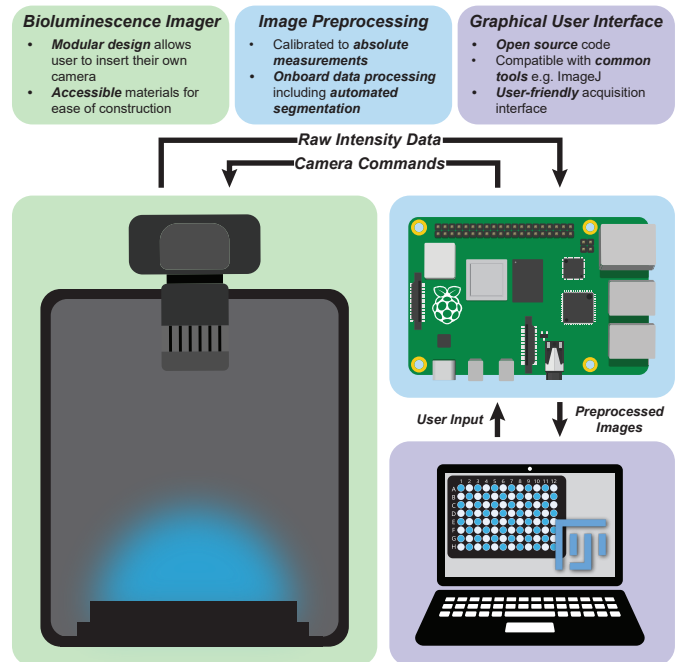 Bioluminescence Imager
• Modular design allows
user to insert their own
camera
• Accessible materials for
ease of construction
Image Preprocessing
• Calibrated to absolute
measurements
• Onboard data processing
including automated
segmentation
Graphical User Interface
• Open source code
• Compatible with common
tools e.g. ImageJ
• User-friendly acquisition
interface
Raw Intensity Data
Camera Commands
User Input
Preprocessed
Images
1 2 3 4 5 6 7 8 9 10 11 12
A
B
C
D
E
F
G
H